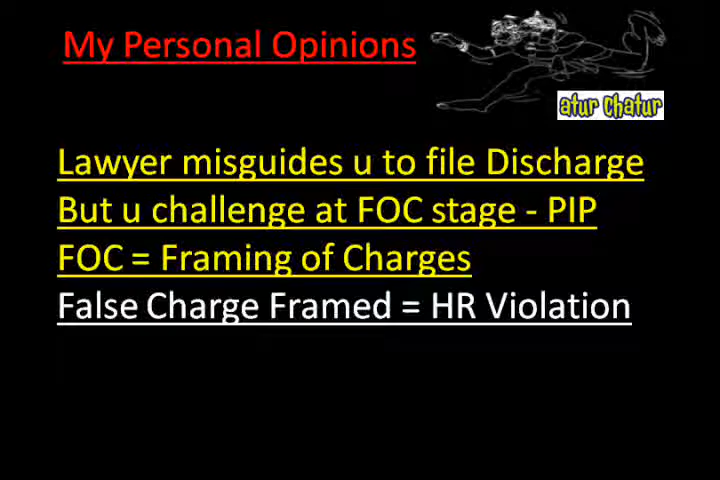 My Personal Opinions
atur chatur
Lawyer misguides u to file Discharge
But u challenge at FOC stage - PIP
FOC = Framing of Charges
False Charge Framed = HR Violation